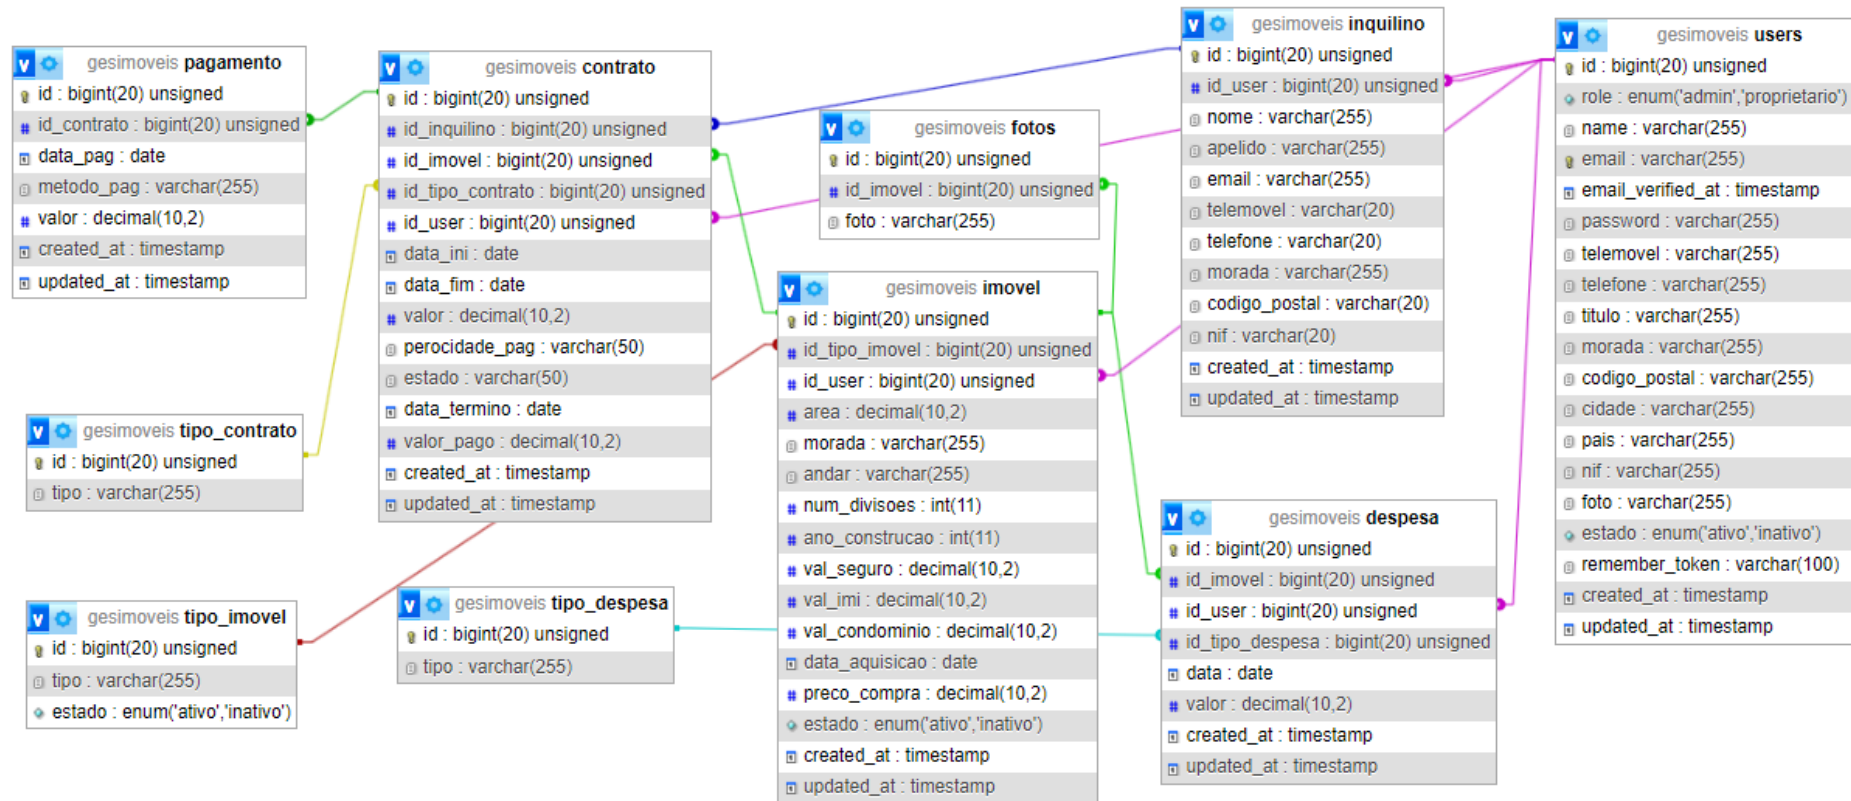 gesimoveis pagamento
id : bigint(20) unsigned
id_contrato : bigint(20) unsigned
data_pag : date
metodo_pag : varchar(255)
valor : decimal(10,2)
created_at : timestamp
updated_at : timestamp
gesimoveis contrato
id : bigint(20) unsigned
id_inquilino : bigint(20) unsigned
id_imovel : bigint(20) unsigned
id_tipo_contrato : bigint(20) unsigned
id_user : bigint(20) unsigned
data_ini : date
data_fim : date
valor : decimal(10,2)
perocidade_pag : varchar(50)
estado : varchar(50)
data_termino : date
valor_pago : decimal(10,2)
created_at : timestamp
updated_at : timestamp
gesimoveis fotos
id : bigint(20) unsigned
id_imovel : bigint(20) unsigned
foto : varchar(255)
gesimoveis inquilino
id : bigint(20) unsigned
id_user : bigint(20) unsigned
nome : varchar(255)
apelido : varchar(255)
email : varchar(255)
telemovel : varchar(20)
telefone : varchar(20)
morada : varchar(255)
codigo_postal : varchar(20)
nif : varchar(20)
created_at : timestamp
updated_at : timestamp
gesimoveis users
id : bigint(20) unsigned
role : enum('admin','proprietario')
name : varchar(255)
email : varchar(255)
email_verified_at : timestamp
password : varchar(255)
telemovel : varchar(255)
telefone : varchar(255)
titulo : varchar(255)
morada : varchar(255)
codigo_postal : varchar(255)
cidade : varchar(255)
pais : varchar(255)
nif : varchar(255)
foto : varchar(255)
estado : enum('ativo','inativo')
remember_token : varchar(100)
created_at : timestamp
updated_at : timestamp
gesimoveis imovel
id : bigint(20) unsigned
id_tipo_imovel : bigint(20) unsigned
id_user : bigint(20) unsigned
area : decimal(10,2)
morada : varchar(255)
andar : varchar(255)
num_divisoes : int(11)
ano_construcao : int(11)
val_seguro : decimal(10,2)
val_imi : decimal(10,2)
val_condominio : decimal(10,2)
data_aquisicao : date
preco_compra : decimal(10,2)
estado : enum('ativo','inativo')
created_at : timestamp
updated_at : timestamp
gesimoveis tipo_contrato
id : bigint(20) unsigned
tipo : varchar(255)
gesimoveis tipo_imovel
id : bigint(20) unsigned
tipo : varchar(255)
estado : enum('ativo','inativo')
gesimoveis tipo_despesa
id : bigint(20) unsigned
tipo : varchar(255)
gesimoveis despesa
id : bigint(20) unsigned
id_imovel : bigint(20) unsigned
id_user : bigint(20) unsigned
id_tipo_despesa : bigint(20) unsigned
data : date
valor : decimal(10,2)
created_at : timestamp
updated_at : timestamp